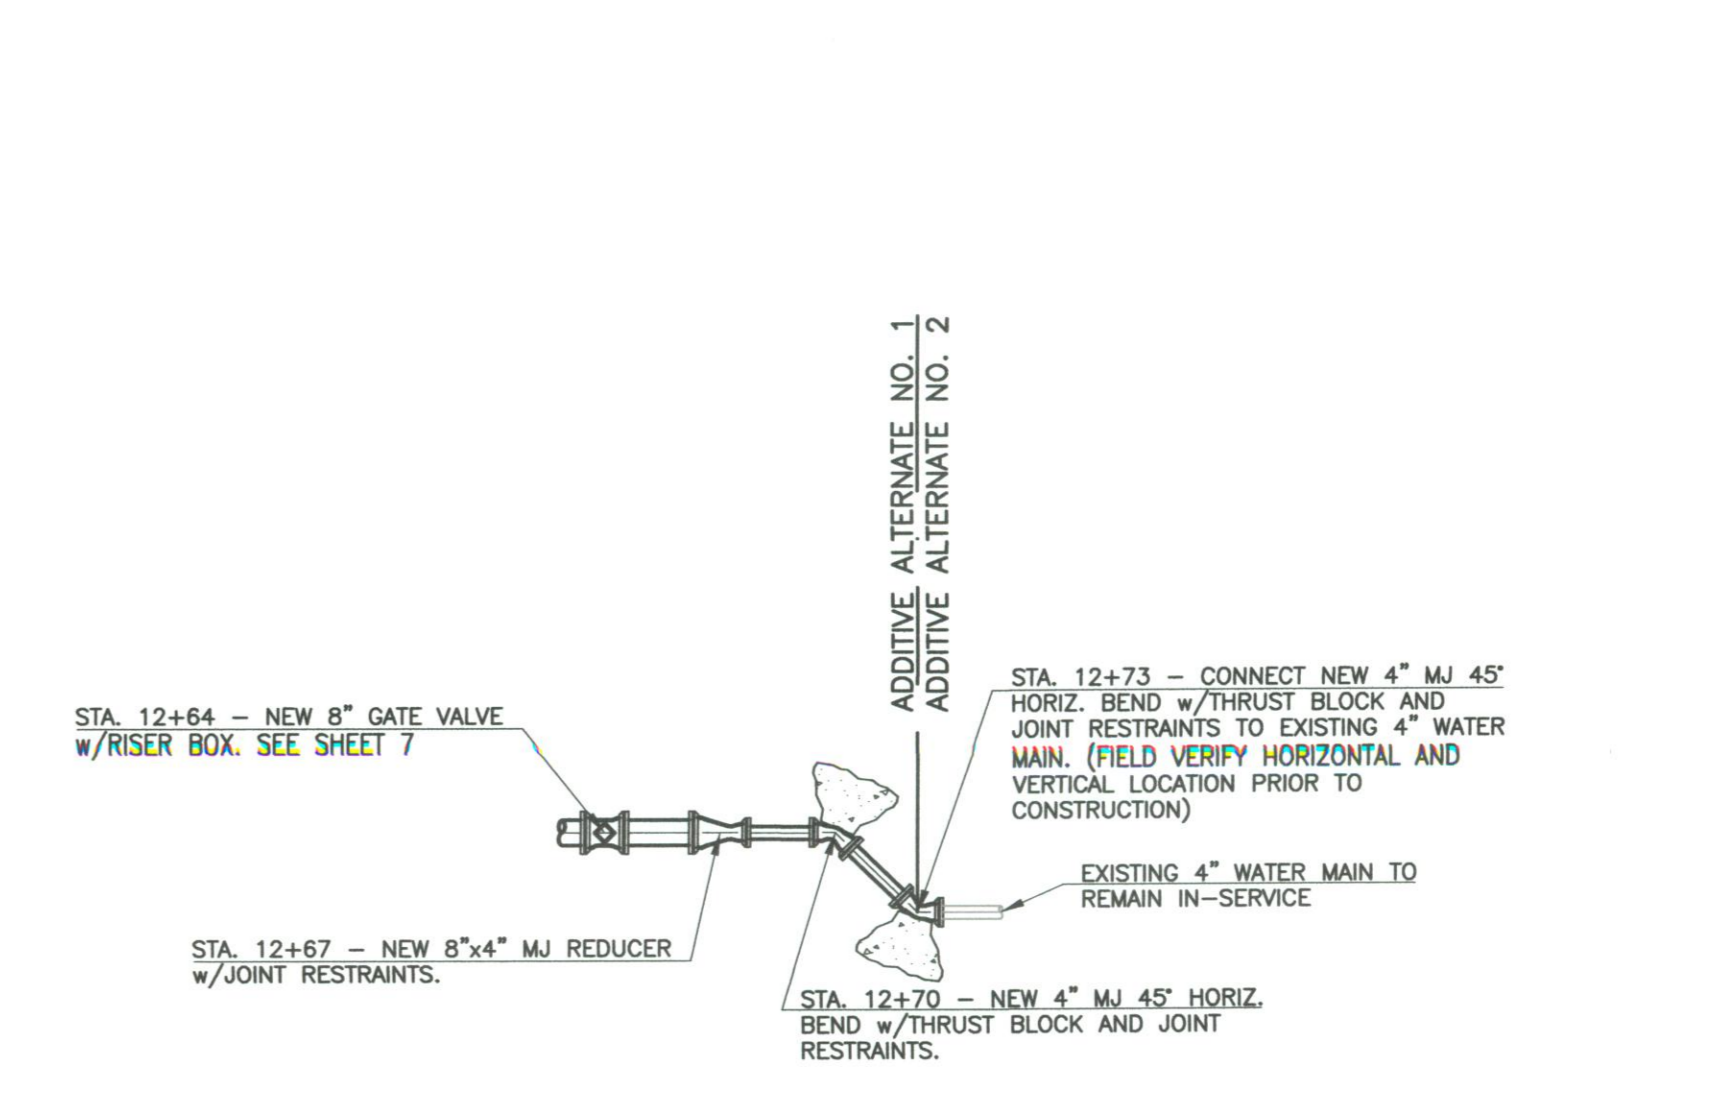 ADDITIVE ALTERNATE NO. 1
ADDITIVE ALTERNATE NO. 2
STA. 12+64 - NEW 8" GATE VALVE
w/RISER BOX. SEE SHEET 7
STA. 12+73 - CONNECT NEW 4" MJ 45°
HORIZ. BEND w/THRUST BLOCK AND
JOINT RESTRAINTS TO EXISTING 4" WATER
MAIN. (FIELD VERIFY HORIZONTAL AND
VERTICAL LOCATION PRIOR TO
CONSTRUCTION)
EXISTING 4" WATER MAIN TO
REMAIN IN-SERVICE
STA. 12+67 - NEW 8"x4" MJ REDUCER
w/JOINT RESTRAINTS.
STA. 12+70 - NEW 4" MJ 45° HORIZ.
BEND w/THRUST BLOCK AND JOINT
RESTRAINTS.